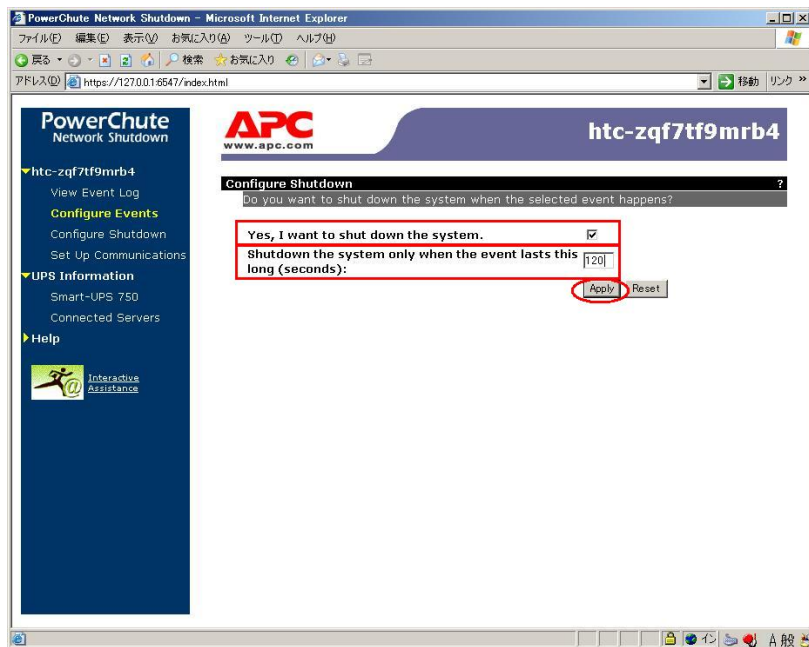 PowerChute Network Shutdown - Microsoft Internet Explorer
ファイル(F) 編集(E) 表示(V) お気に入り(A) ツール(T) ヘルプ(H)
戻る 検索 お気に入り
アドレス(D) https://127.0.0.1:6547/index.html 移動 リンク »
PowerChute
Network Shutdown
APC
www.apc.com
htc-zqf7tf9mrb4
htc-zqf7tf9mrb4
View Event Log
Configure Events
Configure Shutdown
Set Up Communications
UPS Information
Smart-UPS 750
Connected Servers
Help
Interactive
Assistance
Configure Shutdown ?
Do you want to shut down the system when the selected event happens?
Yes, I want to shut down the system.
Shutdown the system only when the event lasts this
long (seconds): 120
Apply Reset
イン A 般